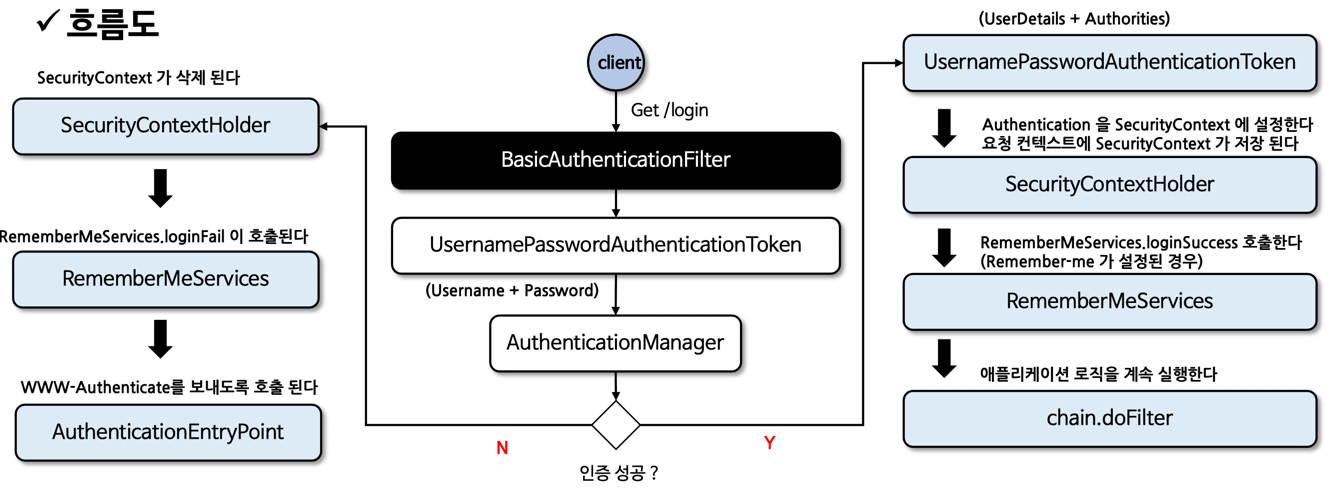 ✓ 흐름도
SecurityContext 가 삭제 된다
SecurityContextHolder
RememberMeServices.loginFail 이 호출된다
RememberMeServices
WWW-Authenticate를 보내도록 호출 된다
AuthenticationEntryPoint
client
Get /login
BasicAuthenticationFilter
UsernamePasswordAuthenticationToken
(Username + Password)
AuthenticationManager
N
Y
인증 성공 ?
(UserDetails + Authorities)
UsernamePasswordAuthenticationToken
Authentication 을 SecurityContext 에 설정한다
요청 컨텍스트에 SecurityContext 가 저장 된다
SecurityContextHolder
RememberMeServices.loginSuccess 호출한다
(Remember-me 가 설정된 경우)
RememberMeServices
애플리케이션 로직을 계속 실행한다
chain.doFilter